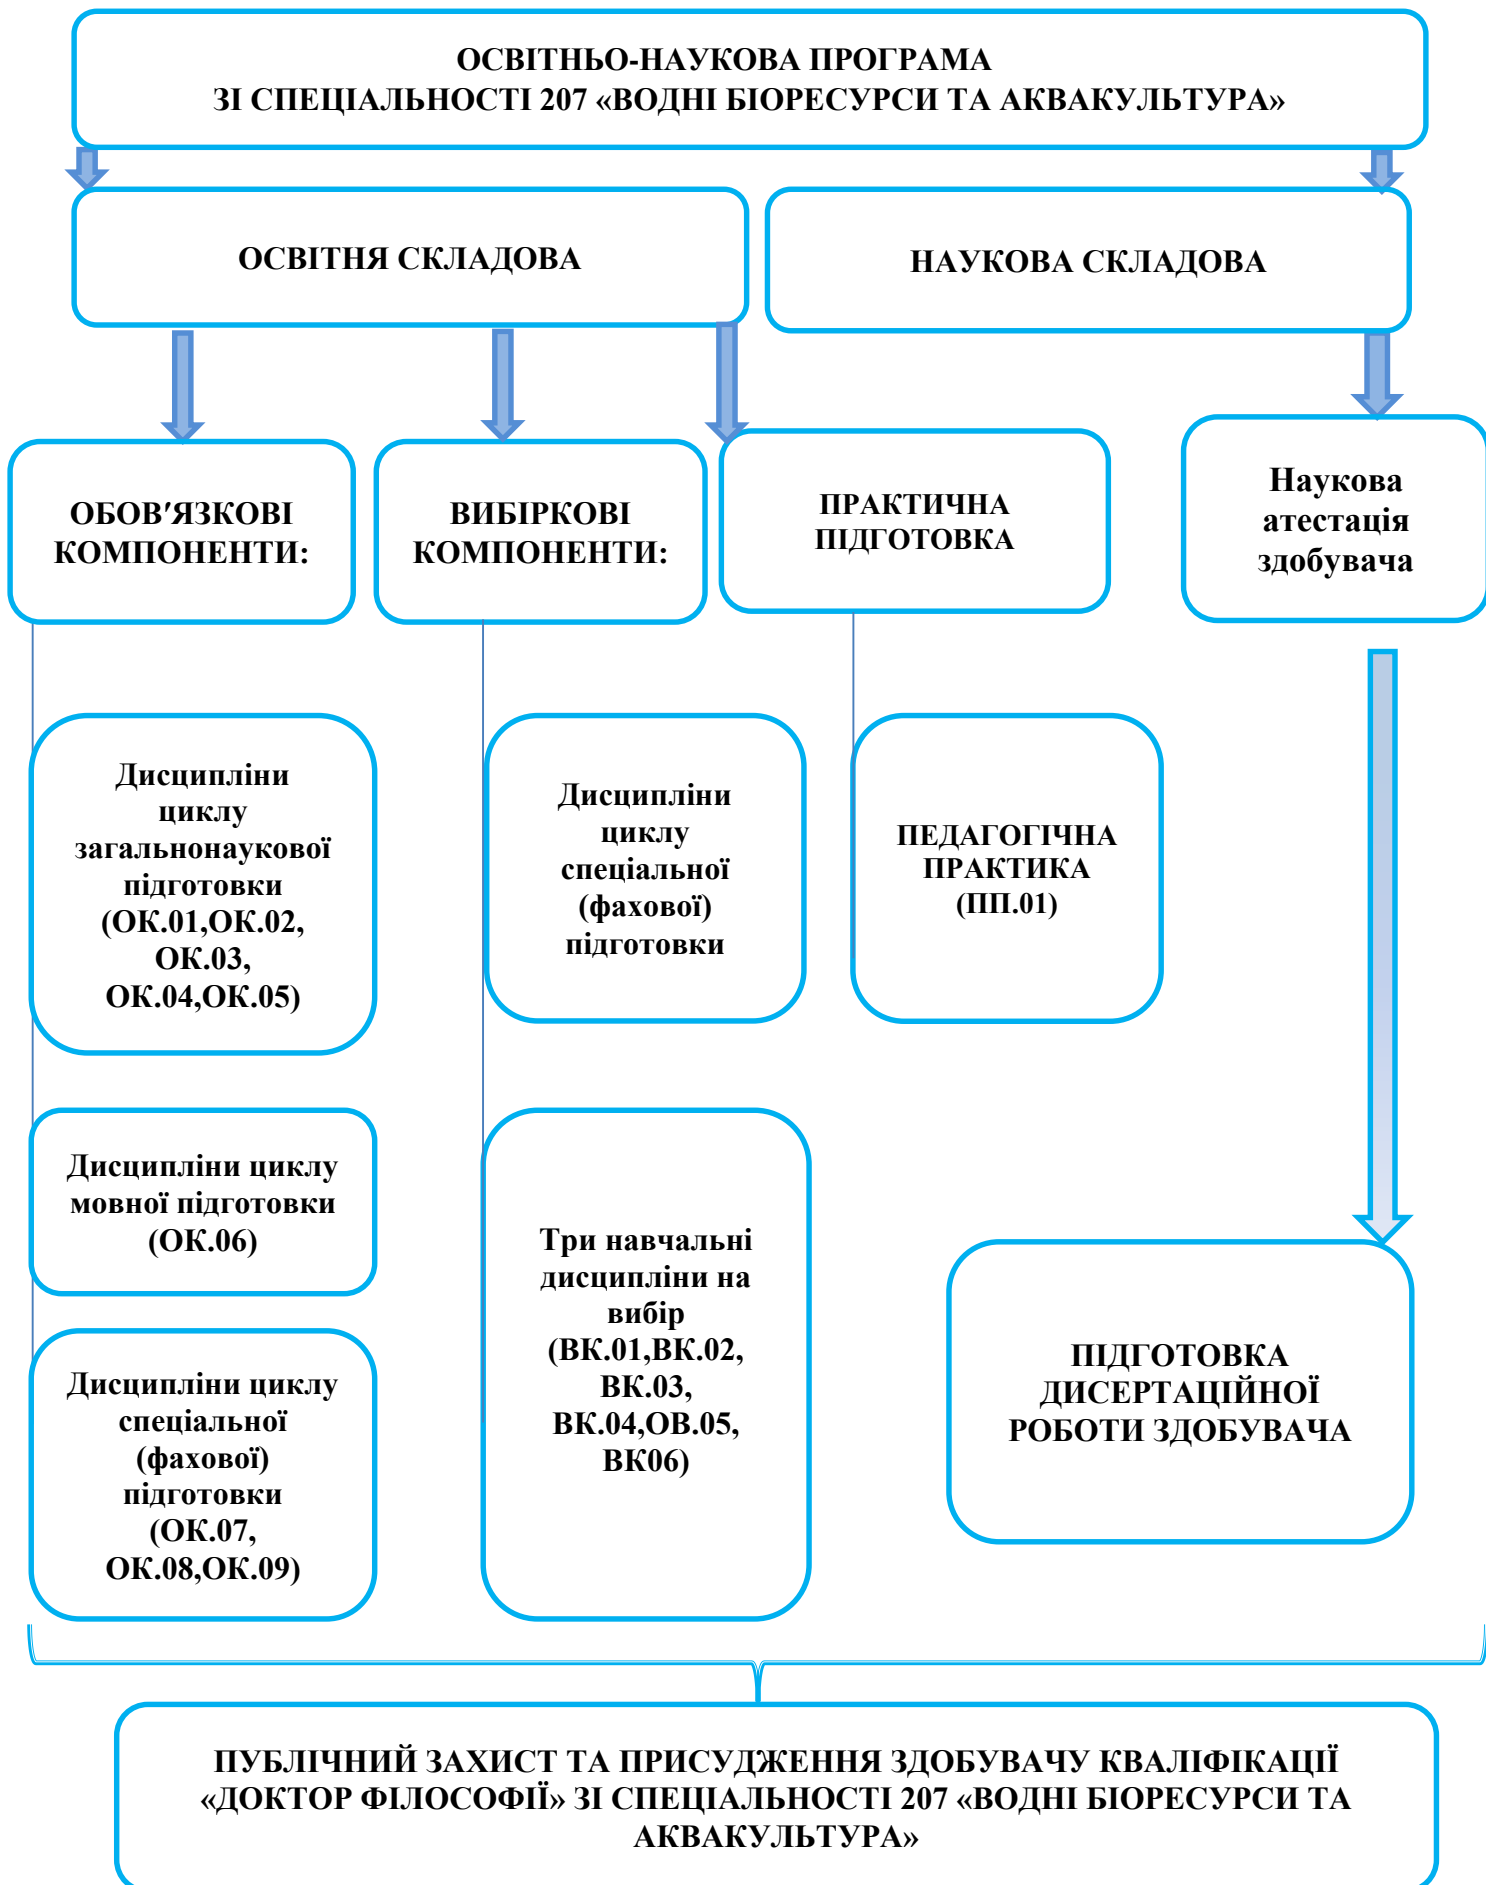 ОСВІТНЬО-НАУКОВА ПРОГРАМА
ЗІ СПЕЦІАЛЬНОСТІ 207 «ВОДНІ БІОРЕСУРСИ ТА АКВАКУЛЬТУРА»
ОСВІТНЯ СКЛАДОВА
НАУКОВА СКЛАДОВА
ОБОВ'ЯЗКОВІ
КОМПОНЕНТИ:
ВИБІРКОВІ
КОМПОНЕНТИ:
ПРАКТИЧНА
ПІДГОТОВКА
Наукова
атестація
здобувача
Дисципліни
циклу
загальнонаукової
підготовки
(ОК.01,ОК.02,
ОК.03,
ОК.04,ОК.05)
Дисципліни
циклу
спеціальної
(фахової)
підготовки
ПЕДАГОГІЧНА
ПРАКТИКА
(ПП.01)
Дисципліни циклу
мовної підготовки
(ОК.06)
Три навчальні
дисципліни на
вибір
(ВК.01,ВК.02,
ВК.03,
ВК.04,ОВ.05,
ВК06)
Дисципліни циклу
спеціальної
(фахової)
підготовки
(ОК.07,
ОК.08,ОК.09)
ПІДГОТОВКА
ДИСЕРТАЦІЙНОЇ
РОБОТИ ЗДОБУВАЧА
ПУБЛІЧНИЙ ЗАХИСТ ТА ПРИСУДЖЕННЯ ЗДОБУВАЧУ КВАЛІФІКАЦІЇ
«ДОКТОР ФІЛОСОФІЇ» ЗІ СПЕЦІАЛЬНОСТІ 207 «ВОДНІ БІОРЕСУРСИ ТА
АКВАКУЛЬТУРА»